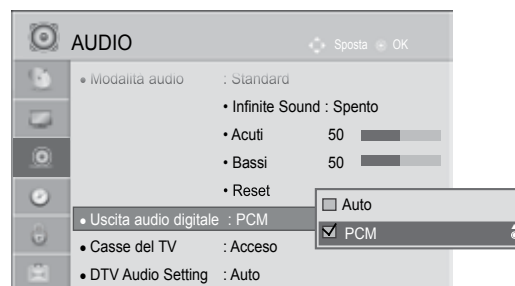 AUDIO
Sposta OK
• Modalità audio : Standard
• Infinite Sound : Spento
• Acuti 50
• Bassi 50
• Reset
• Uscita audio digitale : PCM
Auto
PCM
• Casse del TV : Acceso
• DTV Audio Setting : Auto